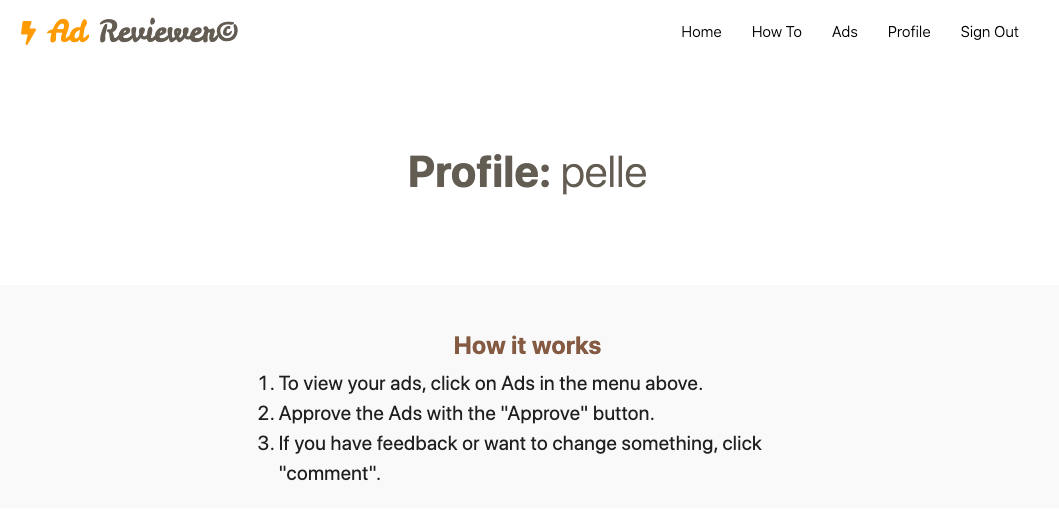 Ad Reviewer©
Home How To Ads Profile Sign Out
Profile: pelle
How it works
1. To view your ads, click on Ads in the menu above.
2. Approve the Ads with the "Approve" button.
3. If you have feedback or want to change something, click
"comment".